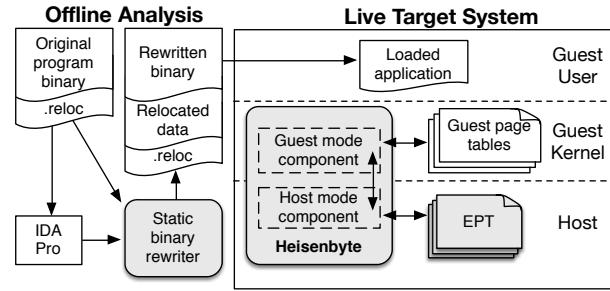 Offline Analysis
Live Target System
Original
program
binary
.reloc
Rewritten
binary
Relocated
data
.reloc
IDA
Pro
Static
binary
rewriter
Loaded
application
Guest
User
Guest mode
component
Guest page
tables
Guest
Kernel
Host mode
component
Heisenbyte
EPT
Host